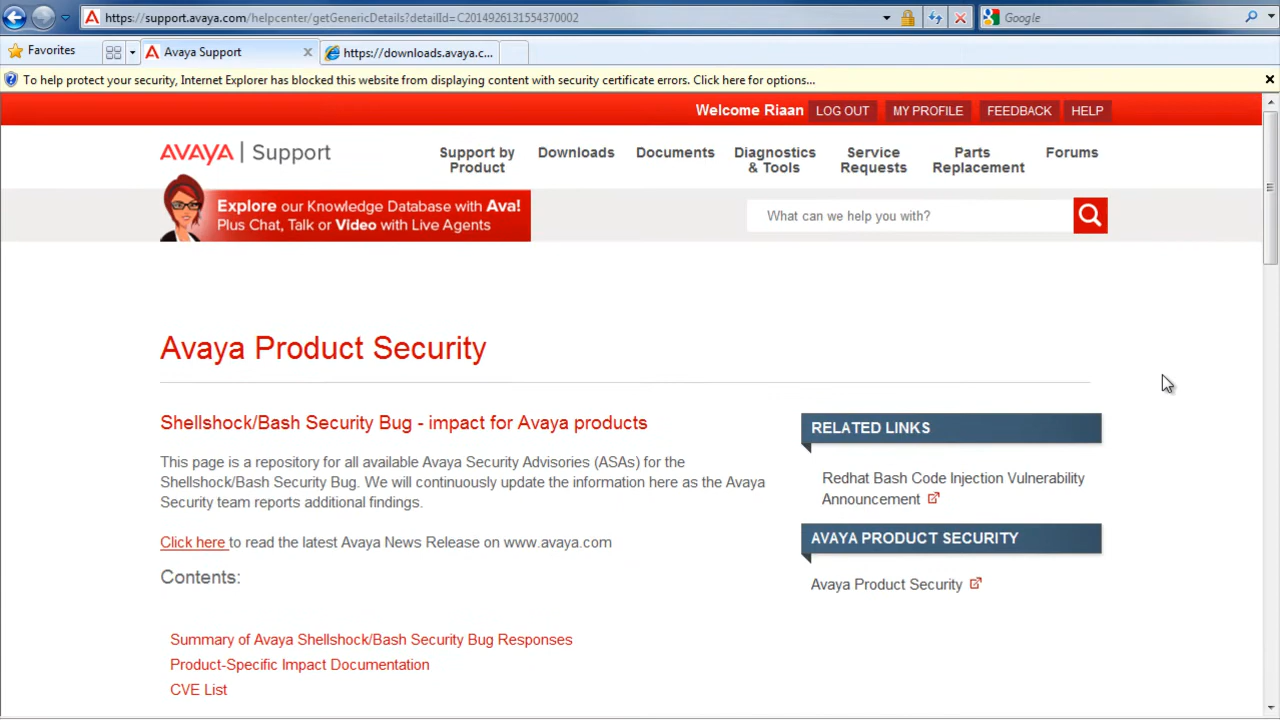 https://support.avaya.com/helpcenter/getGenericDetails?detailId=C2014926131554370002
Google
Favorites
Avaya Support
https://downloads.avaya.c...
To help protect your security, Internet Explorer has blocked this website from displaying content with security certificate errors. Click here for options...
Welcome Riaan
LOG OUT
MY PROFILE
FEEDBACK
HELP
AVAYA | Support
Support by
Product
Downloads
Documents
Diagnostics
& Tools
Service
Requests
Parts
Replacement
Forums
Explore our Knowledge Database with Ava!
Plus Chat, Talk or Video with Live Agents
What can we help you with?
Avaya Product Security
Shellshock/Bash Security Bug - impact for Avaya products
This page is a repository for all available Avaya Security Advisories (ASAs) for the
Shellshock/Bash Security Bug. We will continuously update the information here as the Avaya
Security team reports additional findings.
Click here to read the latest Avaya News Release on www.avaya.com
Contents:
Summary of Avaya Shellshock/Bash Security Bug Responses
Product-Specific Impact Documentation
CVE List
RELATED LINKS
Redhat Bash Code Injection Vulnerability
Announcement
AVAYA PRODUCT SECURITY
Avaya Product Security